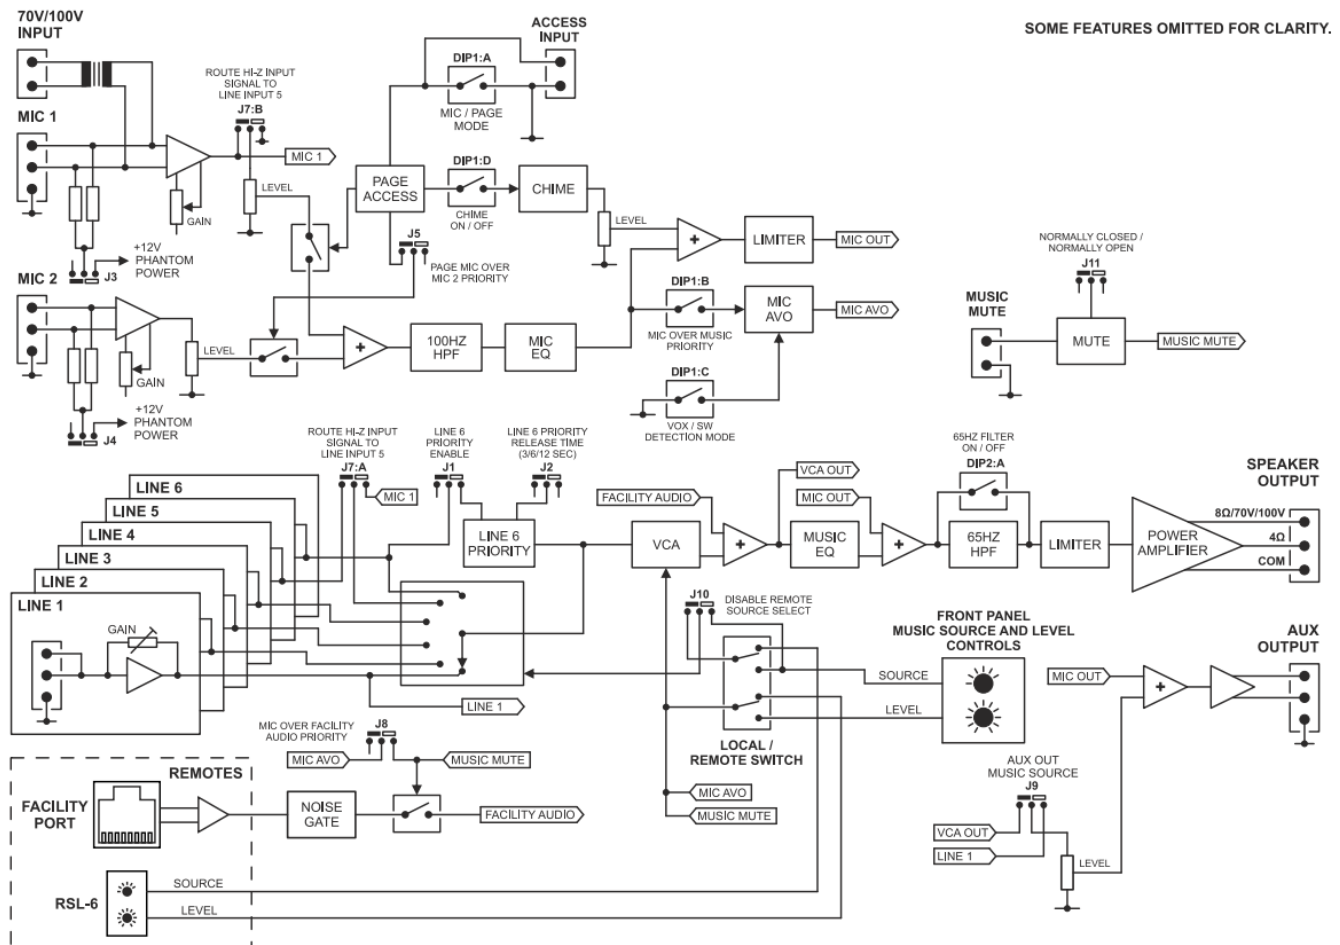 70V/100V
INPUT
ACCESS
INPUT
SOME FEATURES OMITTED FOR CLARITY.
DIP1:A
MIC / PAGE
MODE
ROUTE HI-Z INPUT
SIGNAL TO
LINE INPUT 5
J7:B
MIC 1
MIC 1
GAIN
LEVEL
+12V
PHANTOM
POWER
J3
PAGE
ACCESS
DIP1:D
CHIME
ON / OFF
CHIME
LEVEL
+
LIMITER
MIC OUT
J5
PAGE MIC OVER
MIC 2 PRIORITY
MIC 2
GAIN
LEVEL
+12V
PHANTOM
POWER
J4
+
100HZ
HPF
MIC
EQ
DIP1:B
MIC OVER MUSIC
PRIORITY
MIC
AVO
MIC AVO
DIP1:C
VOX / SW
DETECTION MODE
NORMALLY CLOSED /
NORMALLY OPEN
J11
MUSIC
MUTE
MUTE
MUSIC MUTE
ROUTE HI-Z INPUT
SIGNAL TO
LINE INPUT 5
J7:A
MIC 1
LINE 6
PRIORITY
ENABLE
J1
LINE 6 PRIORITY
RELEASE TIME
(3/6/12 SEC)
J2
LINE 6
LINE 5
LINE 4
LINE 3
LINE 2
LINE 1
GAIN
LINE 6
PRIORITY
LINE 1
FACILITY AUDIO
VCA
+
VCA OUT
MIC OUT
MUSIC
EQ
+
65HZ FILTER
ON / OFF
DIP2:A
65HZ
HPF
LIMITER
POWER
AMPLIFIER
SPEAKER
OUTPUT
8Ω/70V/100V
4Ω
COM
J10
DISABLE REMOTE
SOURCE SELECT
FRONT PANEL
MUSIC SOURCE AND LEVEL
CONTROLS
SOURCE
LEVEL
LOCAL /
REMOTE SWITCH
MIC AVO
MUSIC MUTE
AUX
OUTPUT
MIC OUT
+
AUX OUT
MUSIC SOURCE
J9
VCA OUT
LINE 1
LEVEL
MIC OVER FACILITY
AUDIO PRIORITY
J8
MIC AVO
MUSIC MUTE
REMOTES
FACILITY
PORT
NOISE
GATE
FACILITY AUDIO
RSL-6
SOURCE
LEVEL